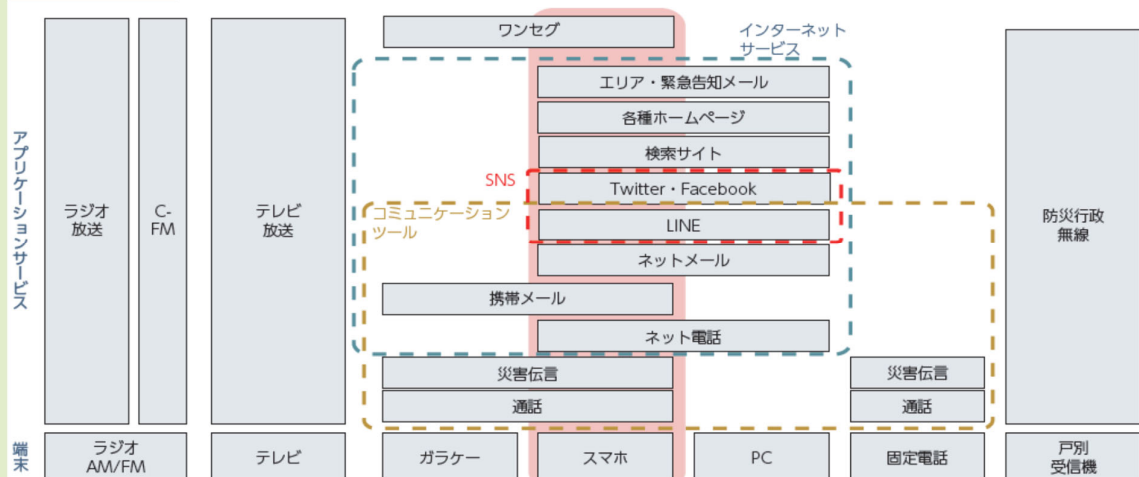 ワンセグ
インターネット
サービス
エリア・緊急告知メール
各種ホームページ
検索サイト
SNS
Twitter・Facebook
コミュニケーション
ツール
LINE
ネットメール
携帯メール
ネット電話
災害伝言
災害伝言
通話
通話
アプリケーションサービス
ラジオ
放送
C-
FM
テレビ
放送
防災行政
無線
端末
ラジオ
AM/FM
テレビ
ガラケー
スマホ
PC
固定電話
戸別
受信機